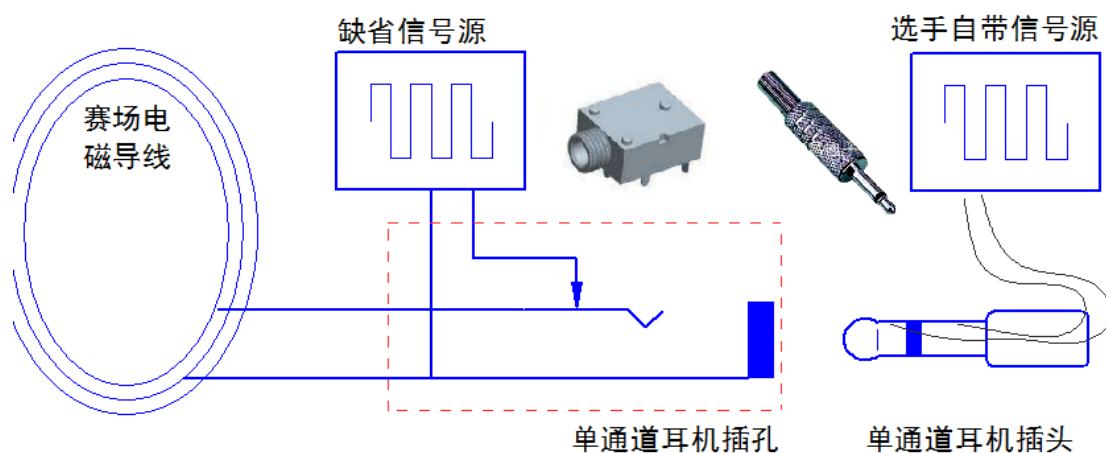 缺省信号源
选手自带信号源
赛场电
磁导线
单通道耳机插孔
单通道耳机插头